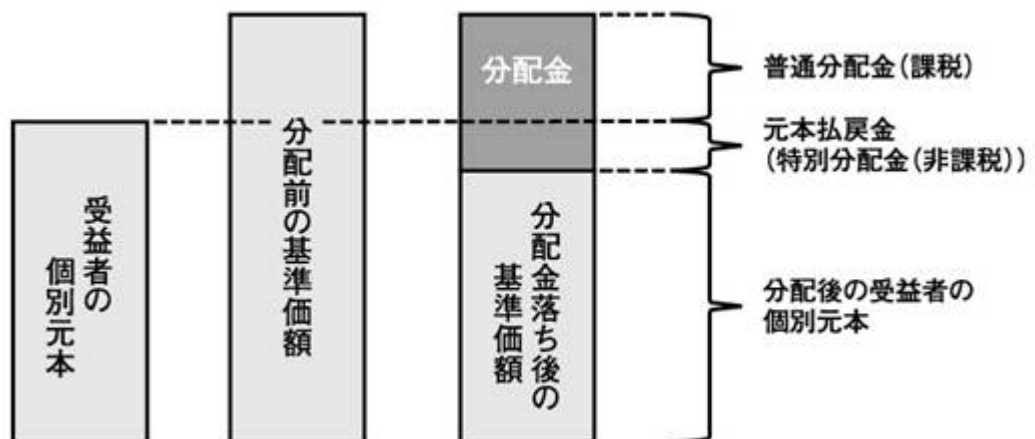 受益者の
個別元本
分配前の基準価額
分配金
分配金落ち後の
基準価額
普通分配金(課税)
元本払戻金
(特別分配金(非課税))
分配後の受益者の
個別元本